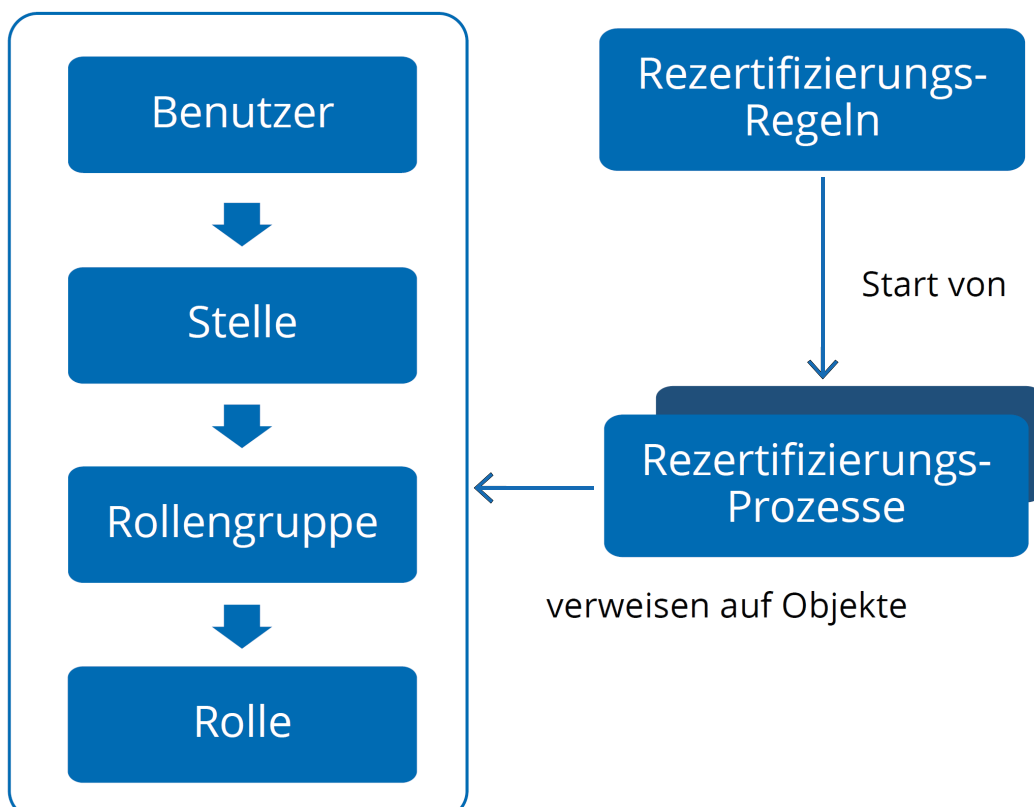 Benutzer
Stelle
Rollengruppe
Rolle
Rezertifizierungs-
Regeln
Start von
Rezertifizierungs-
Prozesse
verweisen auf Objekte